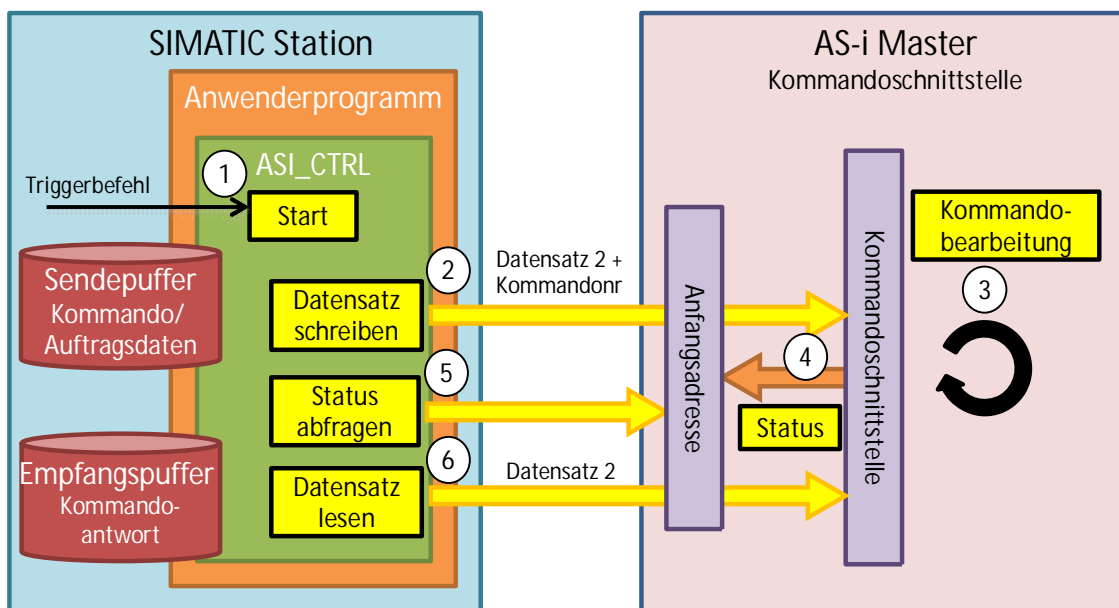 SIMATIC Station
Anwenderprogramm
ASI_CTRL
1
Triggerbefehl
Start
Sendepuffer
Kommando/
Auftragsdaten
2
Datensatz
schreiben
Datensatz 2 +
Kommandonr
5
Status
abfragen
Empfangspuffer
Kommando-
antwort
6
Datensatz
lesen
Datensatz 2
AS-i Master
Kommandoschnittstelle
Anfangsadresse
4
Status
Kommandoschnittstelle
Kommando-
bearbeitung
3